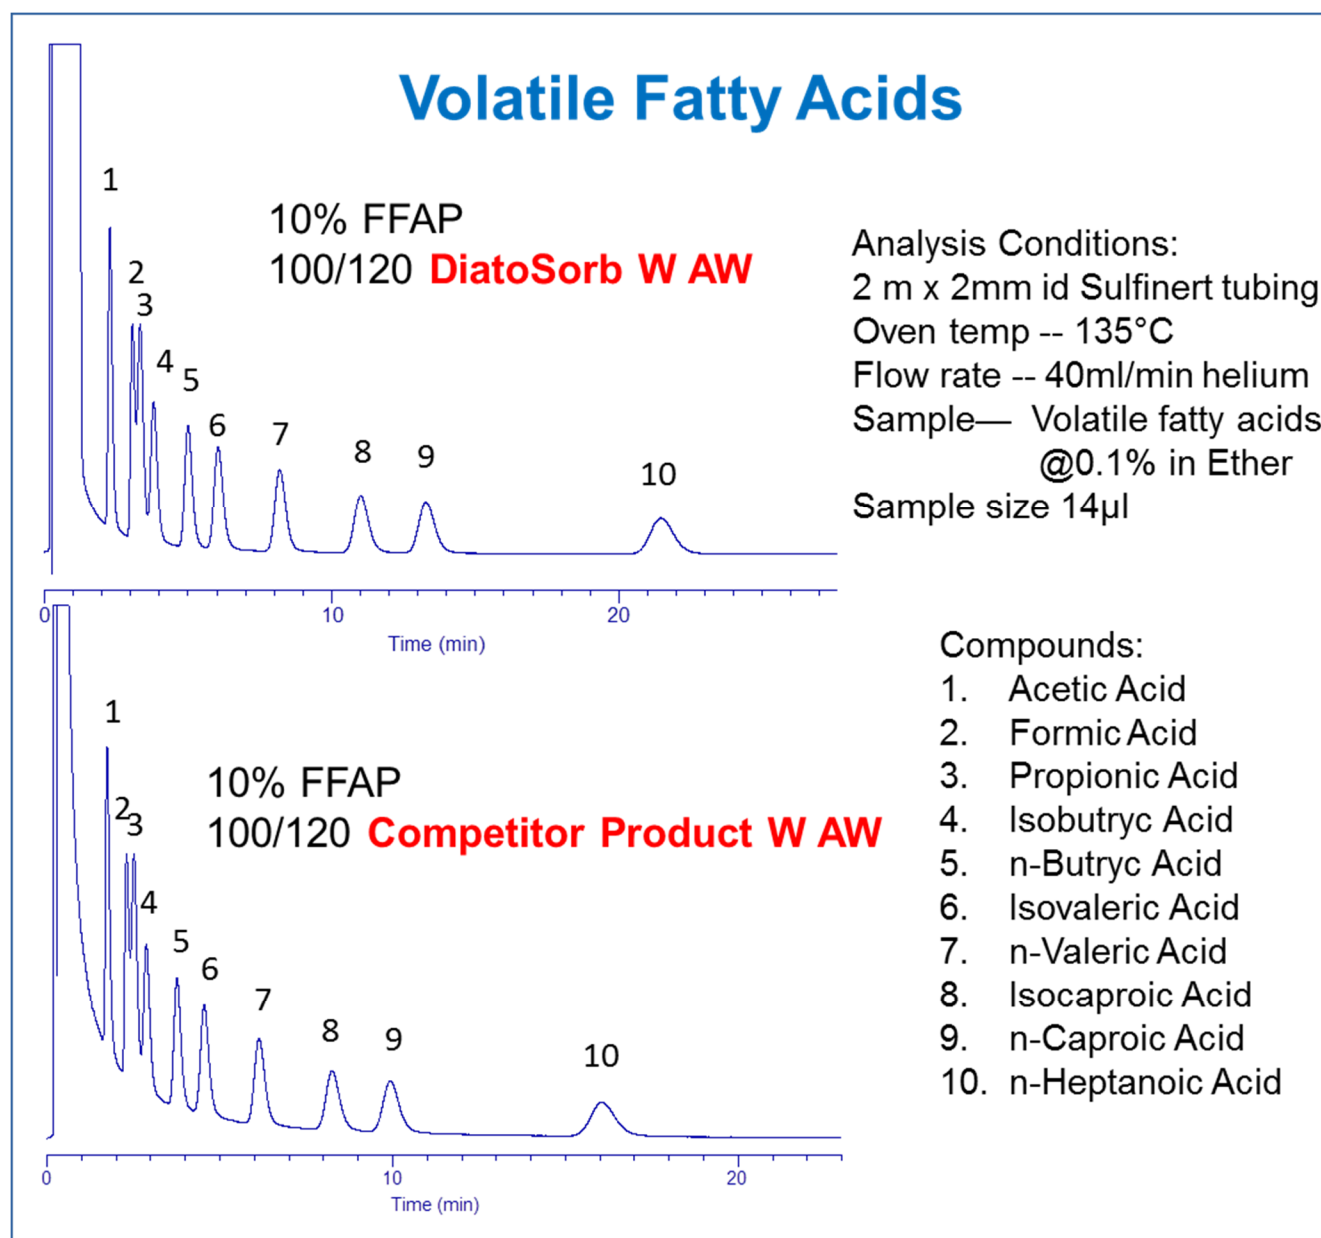 Volatile Fatty Acids
1
2
3
4
5
6
7
8
9
10
10% FFAP
100/120 DiatoSorb W AW
0
10
20
Time (min)
Analysis Conditions:
2 m x 2mm id Sulfinert tubing
Oven temp -- 135°C
Flow rate -- 40ml/min helium
Sample— Volatile fatty acids
@0.1% in Ether
Sample size 14µl
1
2
3
4
5
6
7
8
9
10
10% FFAP
100/120 Competitor Product W AW
0
10
20
Time (min)
Compounds:
1. Acetic Acid
2. Formic Acid
3. Propionic Acid
4. Isobutryc Acid
5. n-Butryc Acid
6. Isovaleric Acid
7. n-Valeric Acid
8. Isocaproic Acid
9. n-Caproic Acid
10. n-Heptanoic Acid